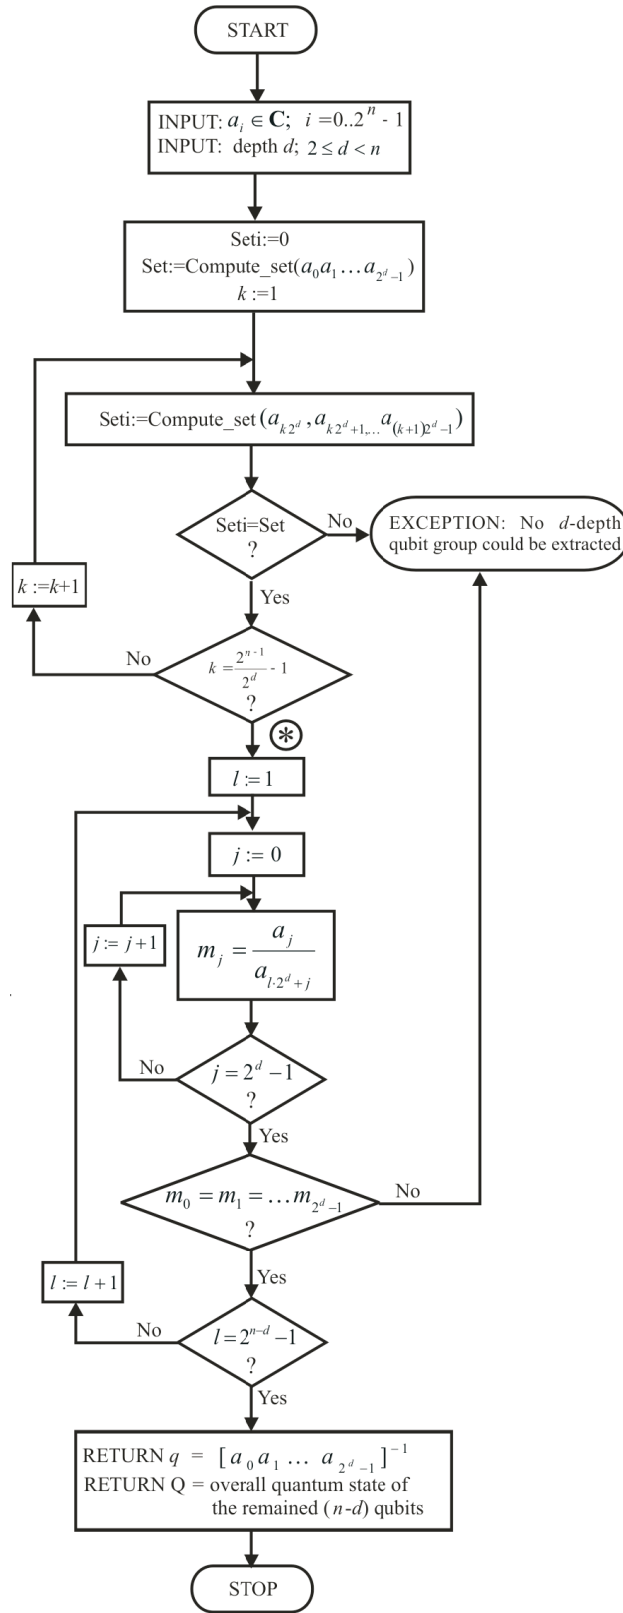 START
INPUT: a_i ∈ C; i =0..2^n - 1
INPUT: depth d; 2 ≤ d < n
Seti:=0
Set:=Compute_set(a_0 a_1 … a_{2^d −1})
k :=1
Seti:=Compute_set(a_{k 2^d}, a_{k 2^d+1,…} a_{(k+1)2^d −1})
Seti=Set
?
No
EXCEPTION: No d-depth
qubit group could be extracted
k :=k+1
Yes
No
k = 2^{n-1} / 2^d - 1
?
*
l := 1
j := 0
j := j+1
m_j = a_j / a_{l·2^d + j}
No
j = 2^d −1
?
Yes
m_0 = m_1 = … m_{2^d −1}
?
No
l := l +1
Yes
No
l = 2^{n−d} −1
?
Yes
RETURN q = [a_0 a_1 … a_{2^d −1}]^{−1}
RETURN Q = overall quantum state of
the remained (n-d) qubits
STOP